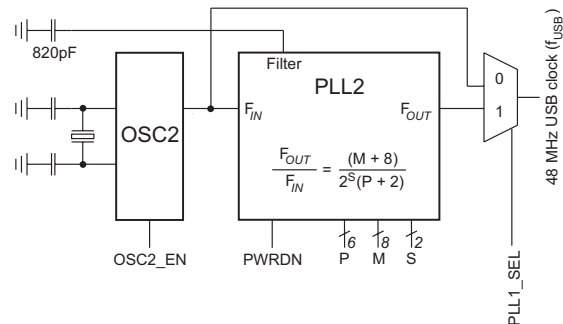 820pF
Filter
PLL2
OSC2
F_IN
F_OUT
F_OUT / F_IN = (M + 8) / 2^S(P + 2)
0
1
48 MHz USB clock (f_USB)
6
8
2
OSC2_EN
PWRDN
P
M
S
PLL1_SEL